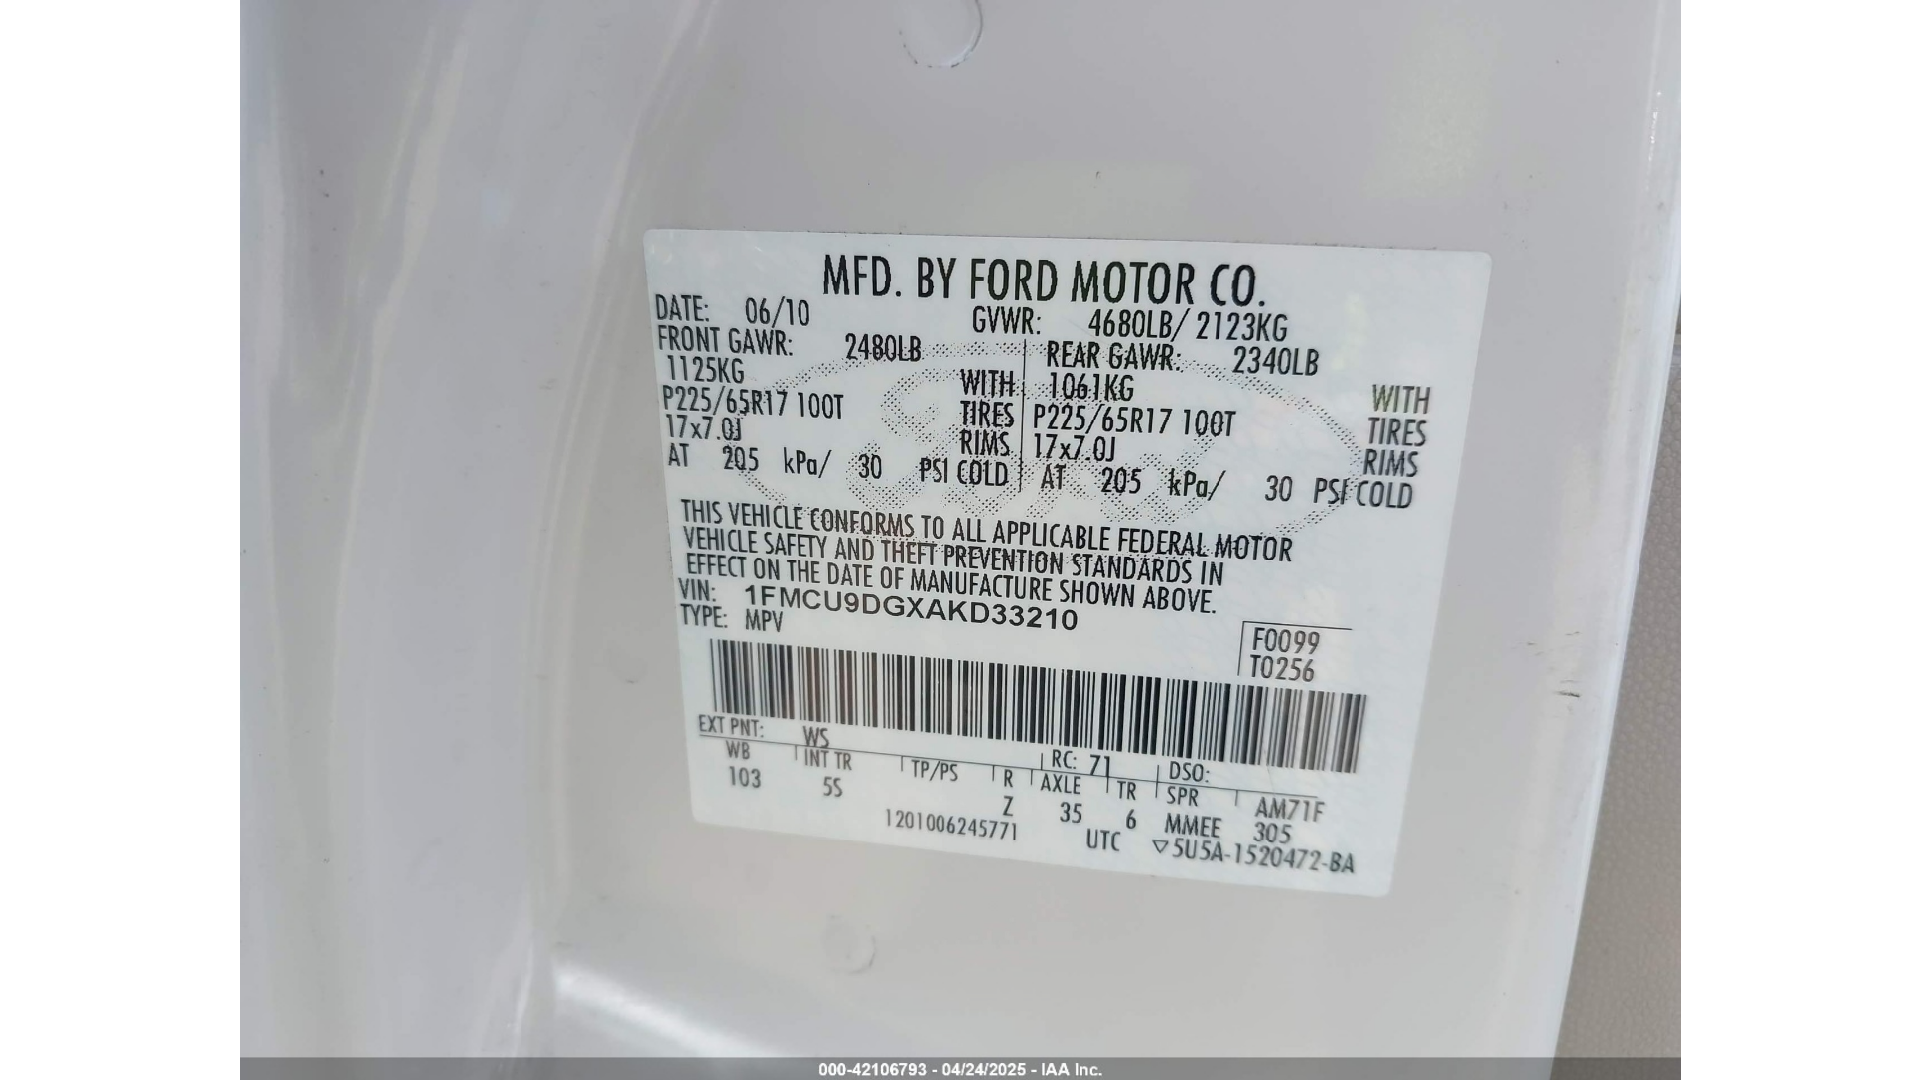 MFD. BY FORD MOTOR CO.
DATE: 06/10 GVWR: 4680LB/ 2123KG
FRONT GAWR: 2480LB REAR GAWR: 2340LB
1125KG WITH 1061KG WITH
P225/65R17 100T TIRES P225/65R17 100T TIRES
17x7.0J RIMS 17x7.0J RIMS
AT 205 kPa/ 30 PSI COLD AT 205 kPa/ 30 PSI COLD
THIS VEHICLE CONFORMS TO ALL APPLICABLE FEDERAL MOTOR
VEHICLE SAFETY AND THEFT PREVENTION STANDARDS IN
EFFECT ON THE DATE OF MANUFACTURE SHOWN ABOVE.
VIN: 1FMCU9DGXAKD33210
TYPE: MPV
F0099
T0256
EXT PNT: WS RC: 71 DSO:
WB INT TR TP/PS R AXLE TR SPR AM71F
103 5S Z 35 6 MMEE 305
1201006245771 UTC ▽5U5A-1520472-BA
000-42106793 - 04/24/2025 - IAA Inc.